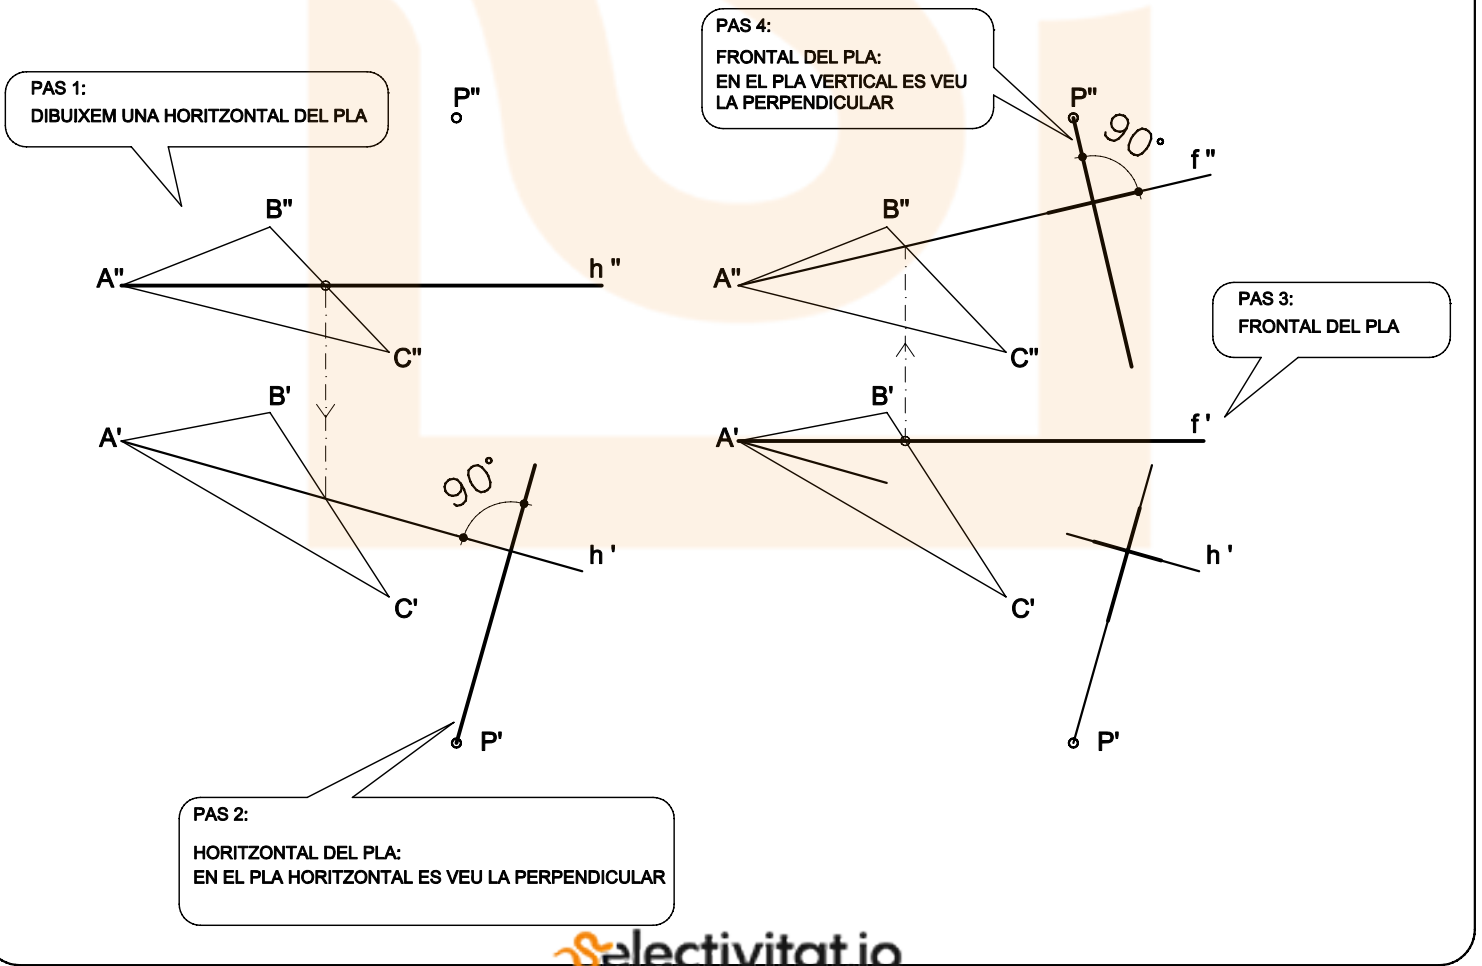 PAS 1:
DIBUIXEM UNA HORITZONTAL DEL PLA
P"
B"
A"
h "
C"
B'
A'
90°
h '
C'
P'
PAS 2:
HORITZONTAL DEL PLA:
EN EL PLA HORITZONTAL ES VEU LA PERPENDICULAR
PAS 4:
FRONTAL DEL PLA:
EN EL PLA VERTICAL ES VEU
LA PERPENDICULAR
P"
90°
f "
B"
A"
C"
PAS 3:
FRONTAL DEL PLA
B'
A'
f '
h '
C'
P'
Selectivitat.io